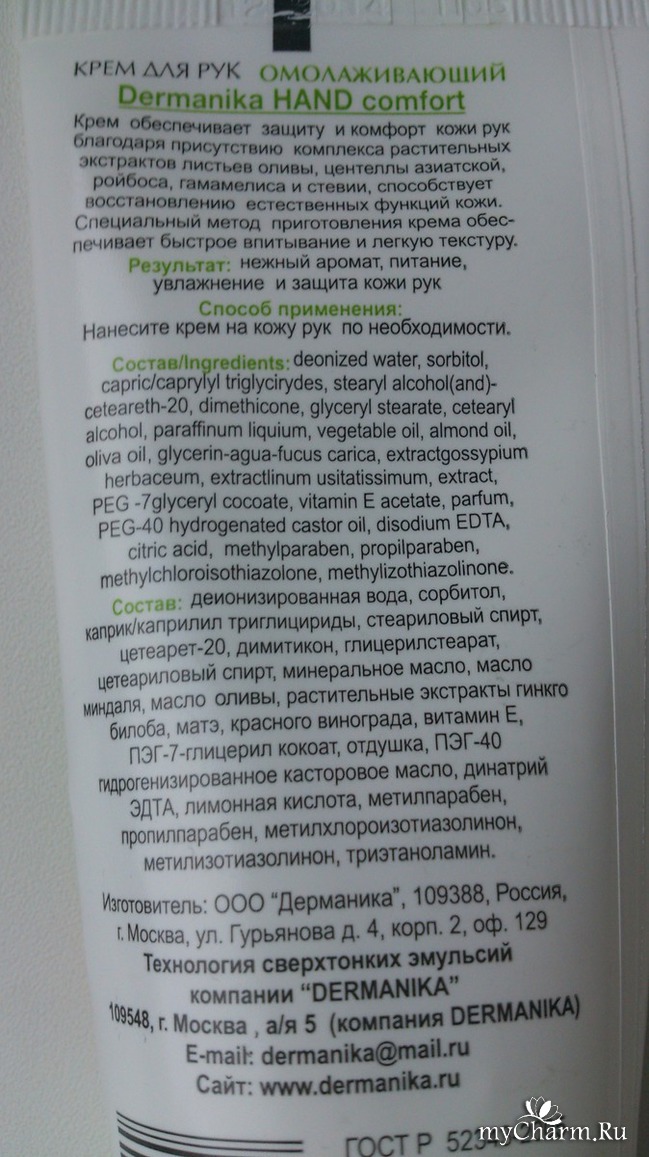 КРЕМ ДЛЯ РУК ОМОЛАЖИВАЮЩИЙ
Dermanika HAND comfort
Крем обеспечивает защиту и комфорт кожи рук
благодаря присутствию комплекса растительных
экстрактов листьев оливы, центеллы азиатской,
ройбоса, гамамелиса и стевии, способствует
восстановлению естественных функций кожи.
Специальный метод приготовления крема обес-
печивает быстрое впитывание и легкую текстуру.
Результат: нежный аромат, питание,
увлажнение и защита кожи рук
Способ применения:
Нанесите крем на кожу рук по необходимости.
Состав/Ingredients: deonized water, sorbitol,
capric/caprylyl triglycirydes, stearyl alcohol(and)-
ceteareth-20, dimethicone, glyceryl stearate, cetearyl
alcohol, paraffinum liquium, vegetable oil, almond oil,
oliva oil, glycerin-agua-fucus carica, extractgossypium
herbaceum, extractlinum usitatissimum, extract,
PEG -7glyceryl cocoate, vitamin E acetate, parfum,
PEG-40 hydrogenated castor oil, disodium EDTA,
citric acid, methylparaben, propilparaben,
methylchloroisothiazolone, methylizothiazolinone.
Состав: деионизированная вода, сорбитол,
каприк/каприлил триглицириды, стеариловый спирт,
цетеарет-20, димитикон, глицерилстеарат,
цетеариловый спирт, минеральное масло, масло
миндаля, масло оливы, растительные экстракты гинкго
билоба, матэ, красного винограда, витамин Е,
ПЭГ-7-глицерил кокоат, отдушка, ПЭГ-40
гидрогенизированное касторовое масло, динатрий
ЭДТА, лимонная кислота, метилпарабен,
пропилпарабен, метилхлороизотиазолинон,
метилизотиазолинон, триэтаноламин.
Изготовитель: ООО "Дерманика", 109388, Россия,
г. Москва, ул. Гурьянова д. 4, корп. 2, оф. 129
Технология сверхтонких эмульсий
компании "DERMANIKA"
109548, г. Москва , а/я 5 (компания DERMANIKA)
E-mail: dermanika@mail.ru
Сайт: www.dermanika.ru
ГОСТ Р
myCharm.Ru